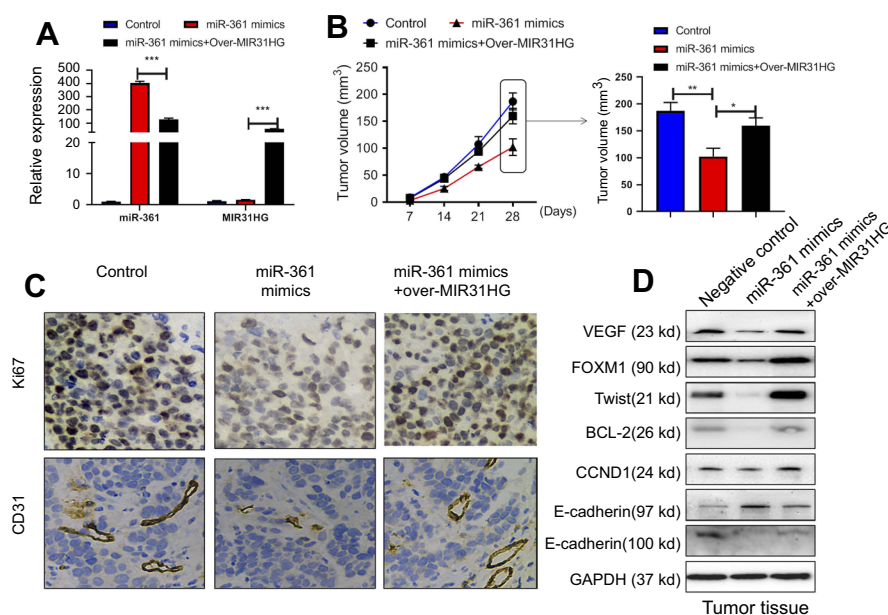 A
Control
miR-361 mimics
miR-361 mimics+Over-MIR31HG
Relative expression
500
400
300
200
100
20
10
0
***
***
miR-361
MIR31HG
B
Control
miR-361 mimics
miR-361 mimics+Over-MIR31HG
Tumor volume (mm3)
250
200
150
100
50
0
7
14
21
28
(Days)
Control
miR-361 mimics
miR-361 mimics+Over-MIR31HG
Tumor volume (mm3)
250
200
150
100
50
0
**
*
C
Control
miR-361
mimics
miR-361 mimics
+over-MIR31HG
Ki67
CD31
D
Negative control
miR-361 mimics
miR-361 mimics
+over-MIR31HG
VEGF (23 kd)
FOXM1 (90 kd)
Twist(21 kd)
BCL-2(26 kd)
CCND1(24 kd)
E-cadherin(97 kd)
E-cadherin(100 kd)
GAPDH (37 kd)
Tumor tissue